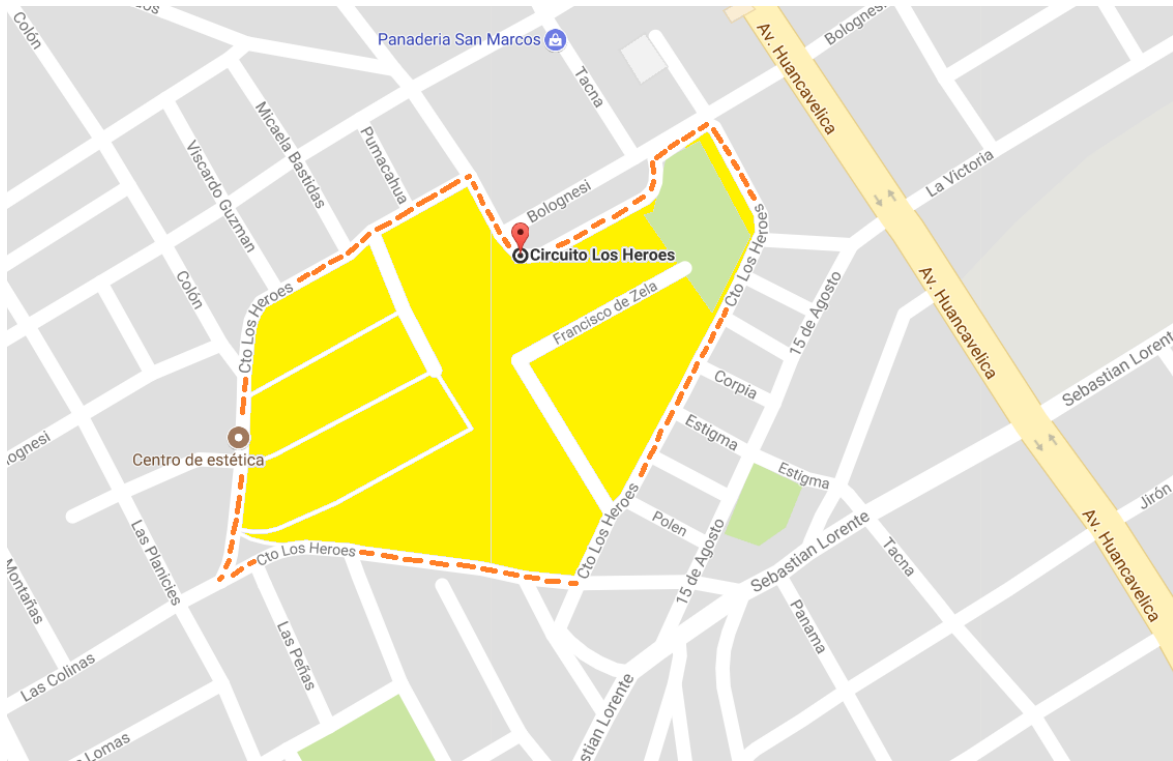 Colón
Panaderia San Marcos
Tacna
Av. Huancavelica
Bolognesi
Micaela Bastidas
Pumacahua
Viscardo Guzman
La Victoria
Bolognesi
Circuito Los Heroes
Cto Los Heroes
Colón
Cto Los Heroes
Francisco de Zela
15 de Agosto
Av. Huancavelica
Cto Los Heroes
Sebastian Lorente
Corpia
Estigma
Centro de estética
Estigma
Las Planicies
Cto Los Heroes
Polen
Cto Los Heroes
15 de Agosto
Sebastian Lorente
Tacna
Jirón
Av. Huancavelica
Montañas
Las Peñas
Panama
Las Colinas
Lomas